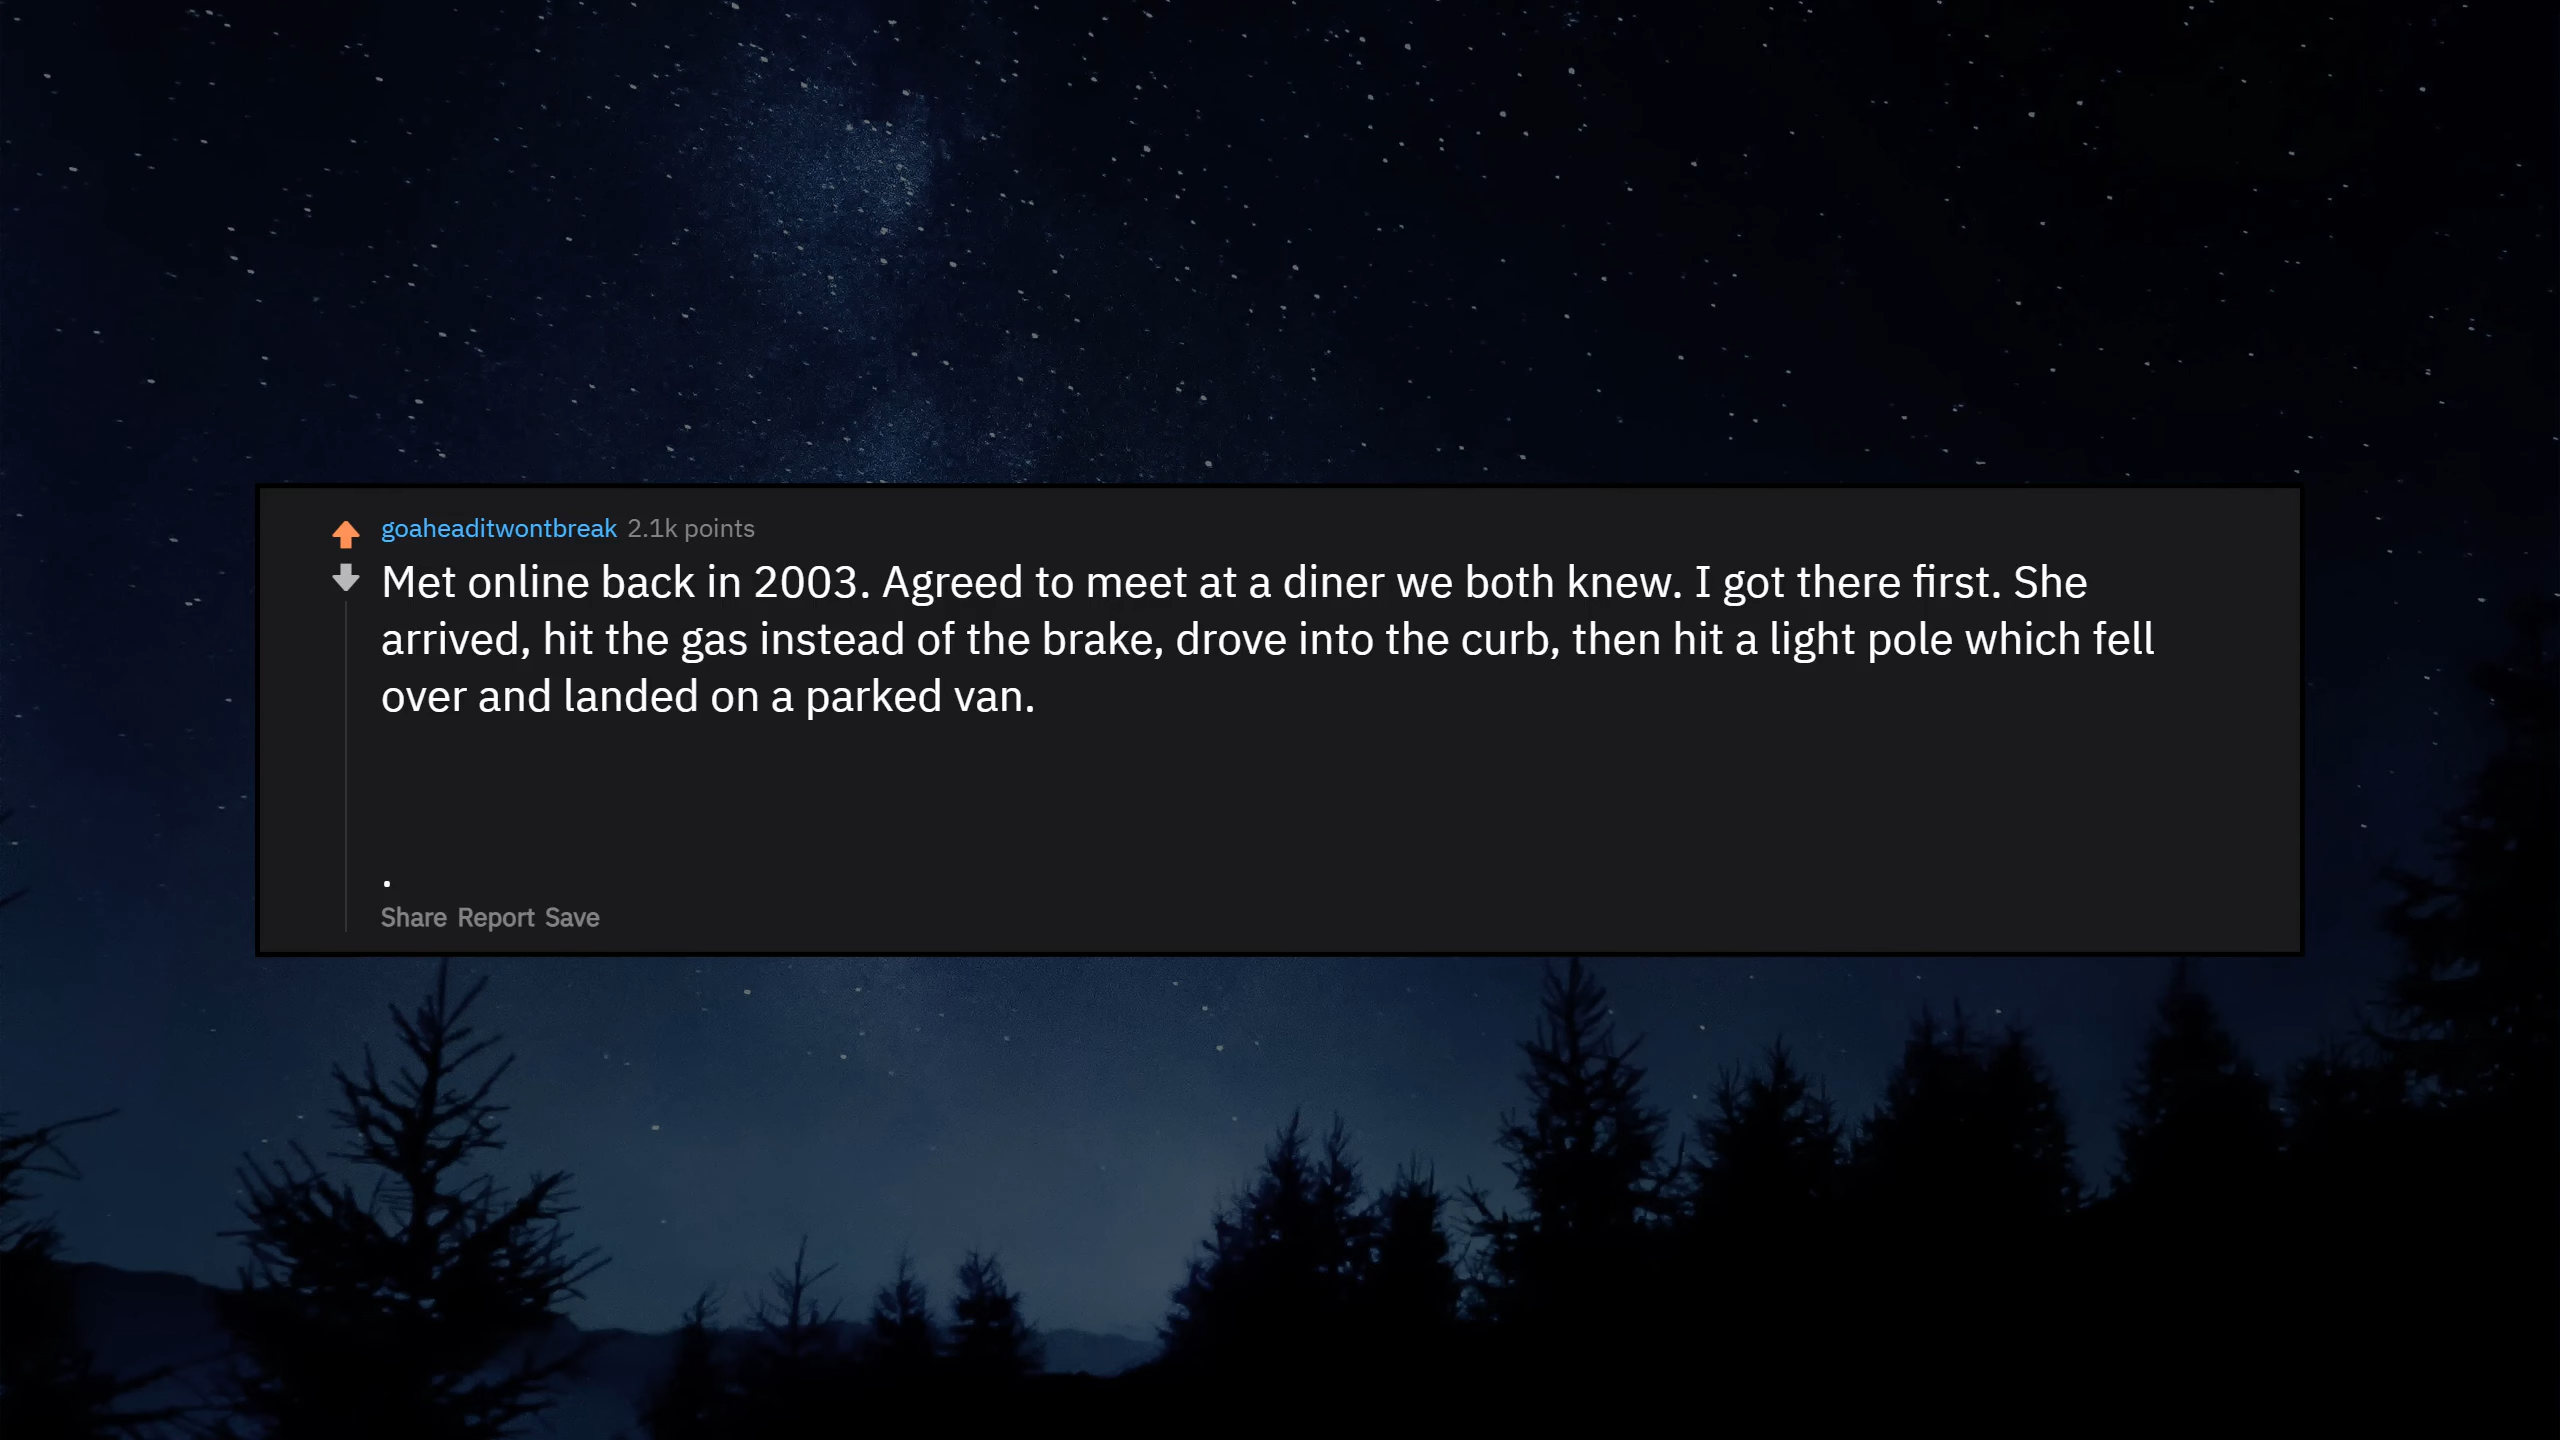 goaheaditwontbreak 2.1k points
Met online back in 2003. Agreed to meet at a diner we both knew. I got there first. She
arrived, hit the gas instead of the brake, drove into the curb, then hit a light pole which fell
over and landed on a parked van.
.
Share Report Save